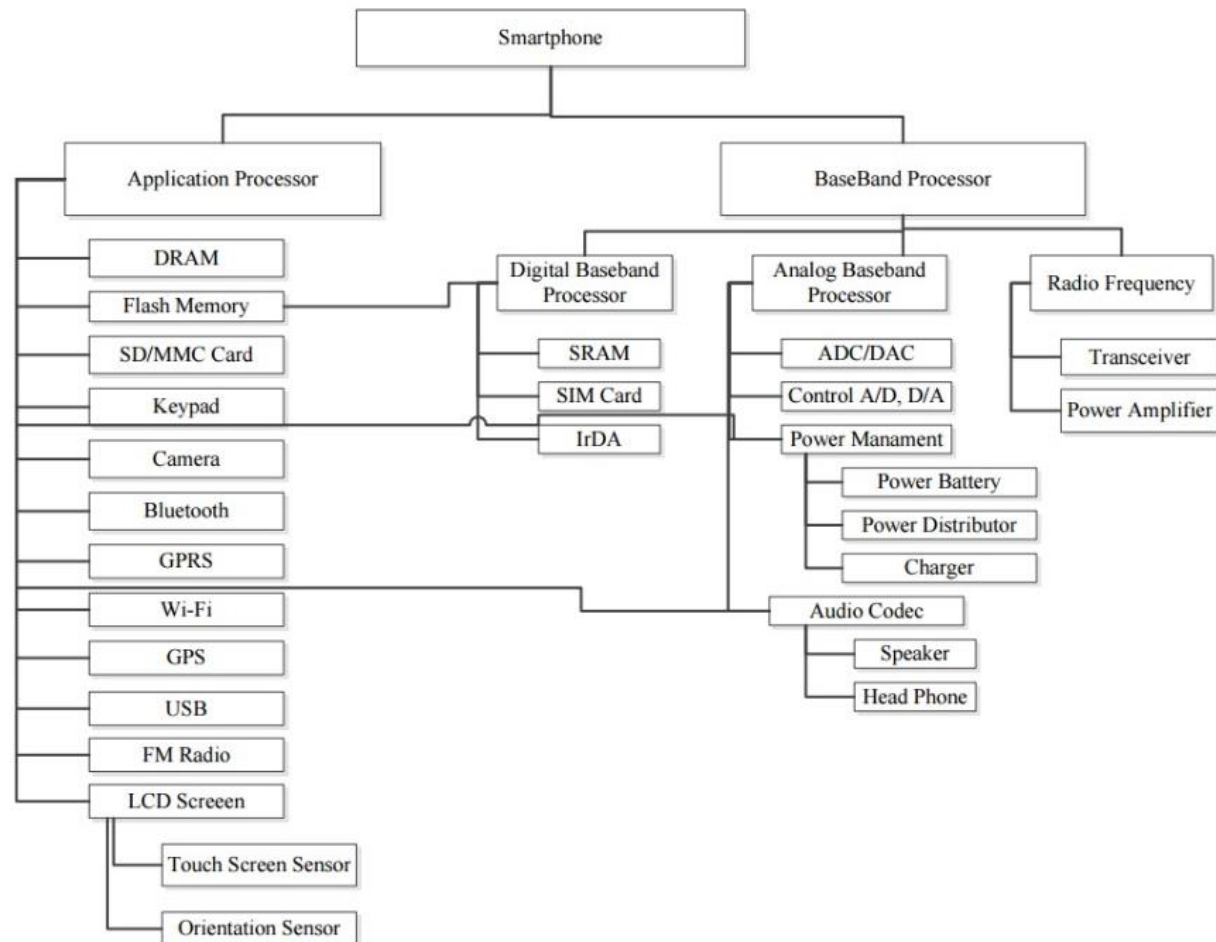 Smartphone
Application Processor
BaseBand Processor
DRAM
Flash Memory
SD/MMC Card
Keypad
Camera
Bluetooth
GPRS
Wi-Fi
GPS
USB
FM Radio
LCD Screeen
Touch Screen Sensor
Orientation Sensor
Digital Baseband
Processor
SRAM
SIM Card
IrDA
Analog Baseband
Processor
ADC/DAC
Control A/D, D/A
Power Manament
Power Battery
Power Distributor
Charger
Audio Codec
Speaker
Head Phone
Radio Frequency
Transceiver
Power Amplifier